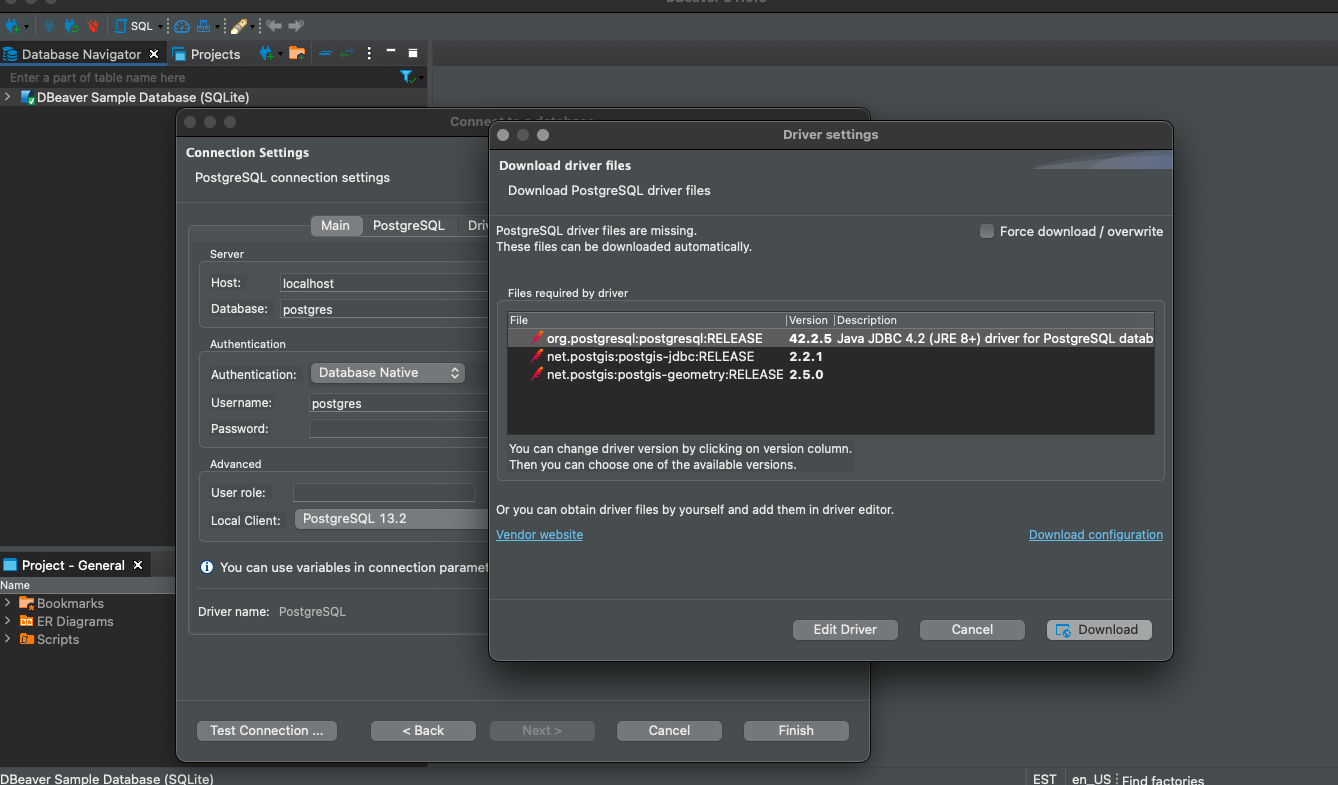 SQL
Database Navigator
Projects
Enter a part of table name here
DBeaver Sample Database (SQLite)
Connection Settings
PostgreSQL connection settings
Main
PostgreSQL
Server
Host:
localhost
Database:
postgres
Authentication
Authentication:
Database Native
Username:
postgres
Password:
Advanced
User role:
Local Client:
PostgreSQL 13.2
You can use variables in connection
Driver name:
PostgreSQL
Test Connection ...
< Back
Next >
Cancel
Finish
Driver settings
Download driver files
Download PostgreSQL driver files
PostgreSQL driver files are missing.
These files can be downloaded automatically.
Force download / overwrite
Files required by driver
File Version Description
org.postgresql:postgresql:RELEASE 42.2.5 Java JDBC 4.2 (JRE 8+) driver for PostgreSQL datab
net.postgis:postgis-jdbc:RELEASE 2.2.1
net.postgis:postgis-geometry:RELEASE 2.5.0
You can change driver version by clicking on version column.
Then you can choose one of the available versions.
Or you can obtain driver files by yourself and add them in driver editor.
Vendor website
Download configuration
Edit Driver
Cancel
Download
Project - General
Name
Bookmarks
ER Diagrams
Scripts
DBeaver Sample Database (SQLite)
EST
en_US
Find factories